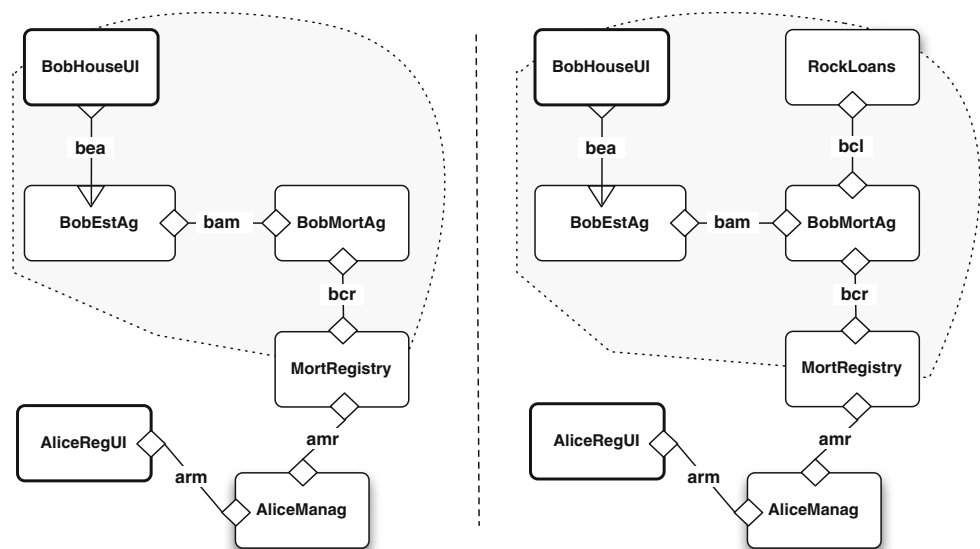 BobHouseUI
bea
BobEstAg
bam
BobMortAg
bcr
MortRegistry
AliceRegUI
amr
arm
AliceManag
BobHouseUI
RockLoans
bea
bcl
BobEstAg
bam
BobMortAg
bcr
MortRegistry
AliceRegUI
amr
arm
AliceManag